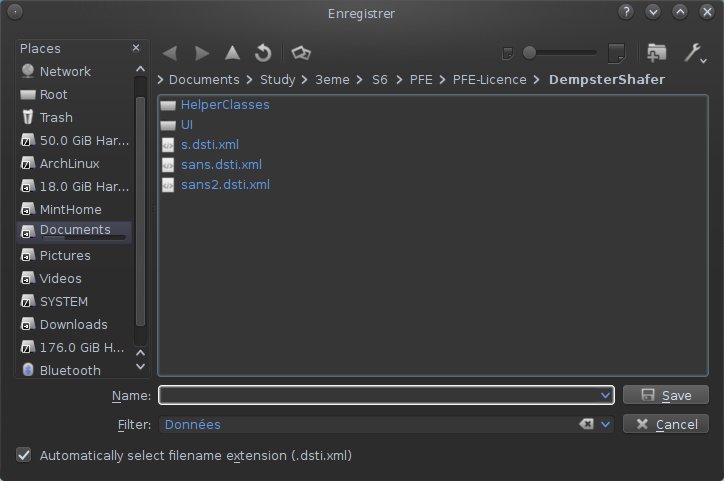 Enregistrer
Places
Network
Root
Trash
50.0 GiB Har...
ArchLinux
18.0 GiB Har...
MintHome
Documents
Pictures
Videos
SYSTEM
Downloads
176.0 GiB H...
Bluetooth
Documents > Study > 3eme > S6 > PFE > PFE-Licence > DempsterShafer
HelperClasses
UI
s.dsti.xml
sans.dsti.xml
sans2.dsti.xml
Name:
Save
Filter: Données
Cancel
Automatically select filename extension (.dsti.xml)